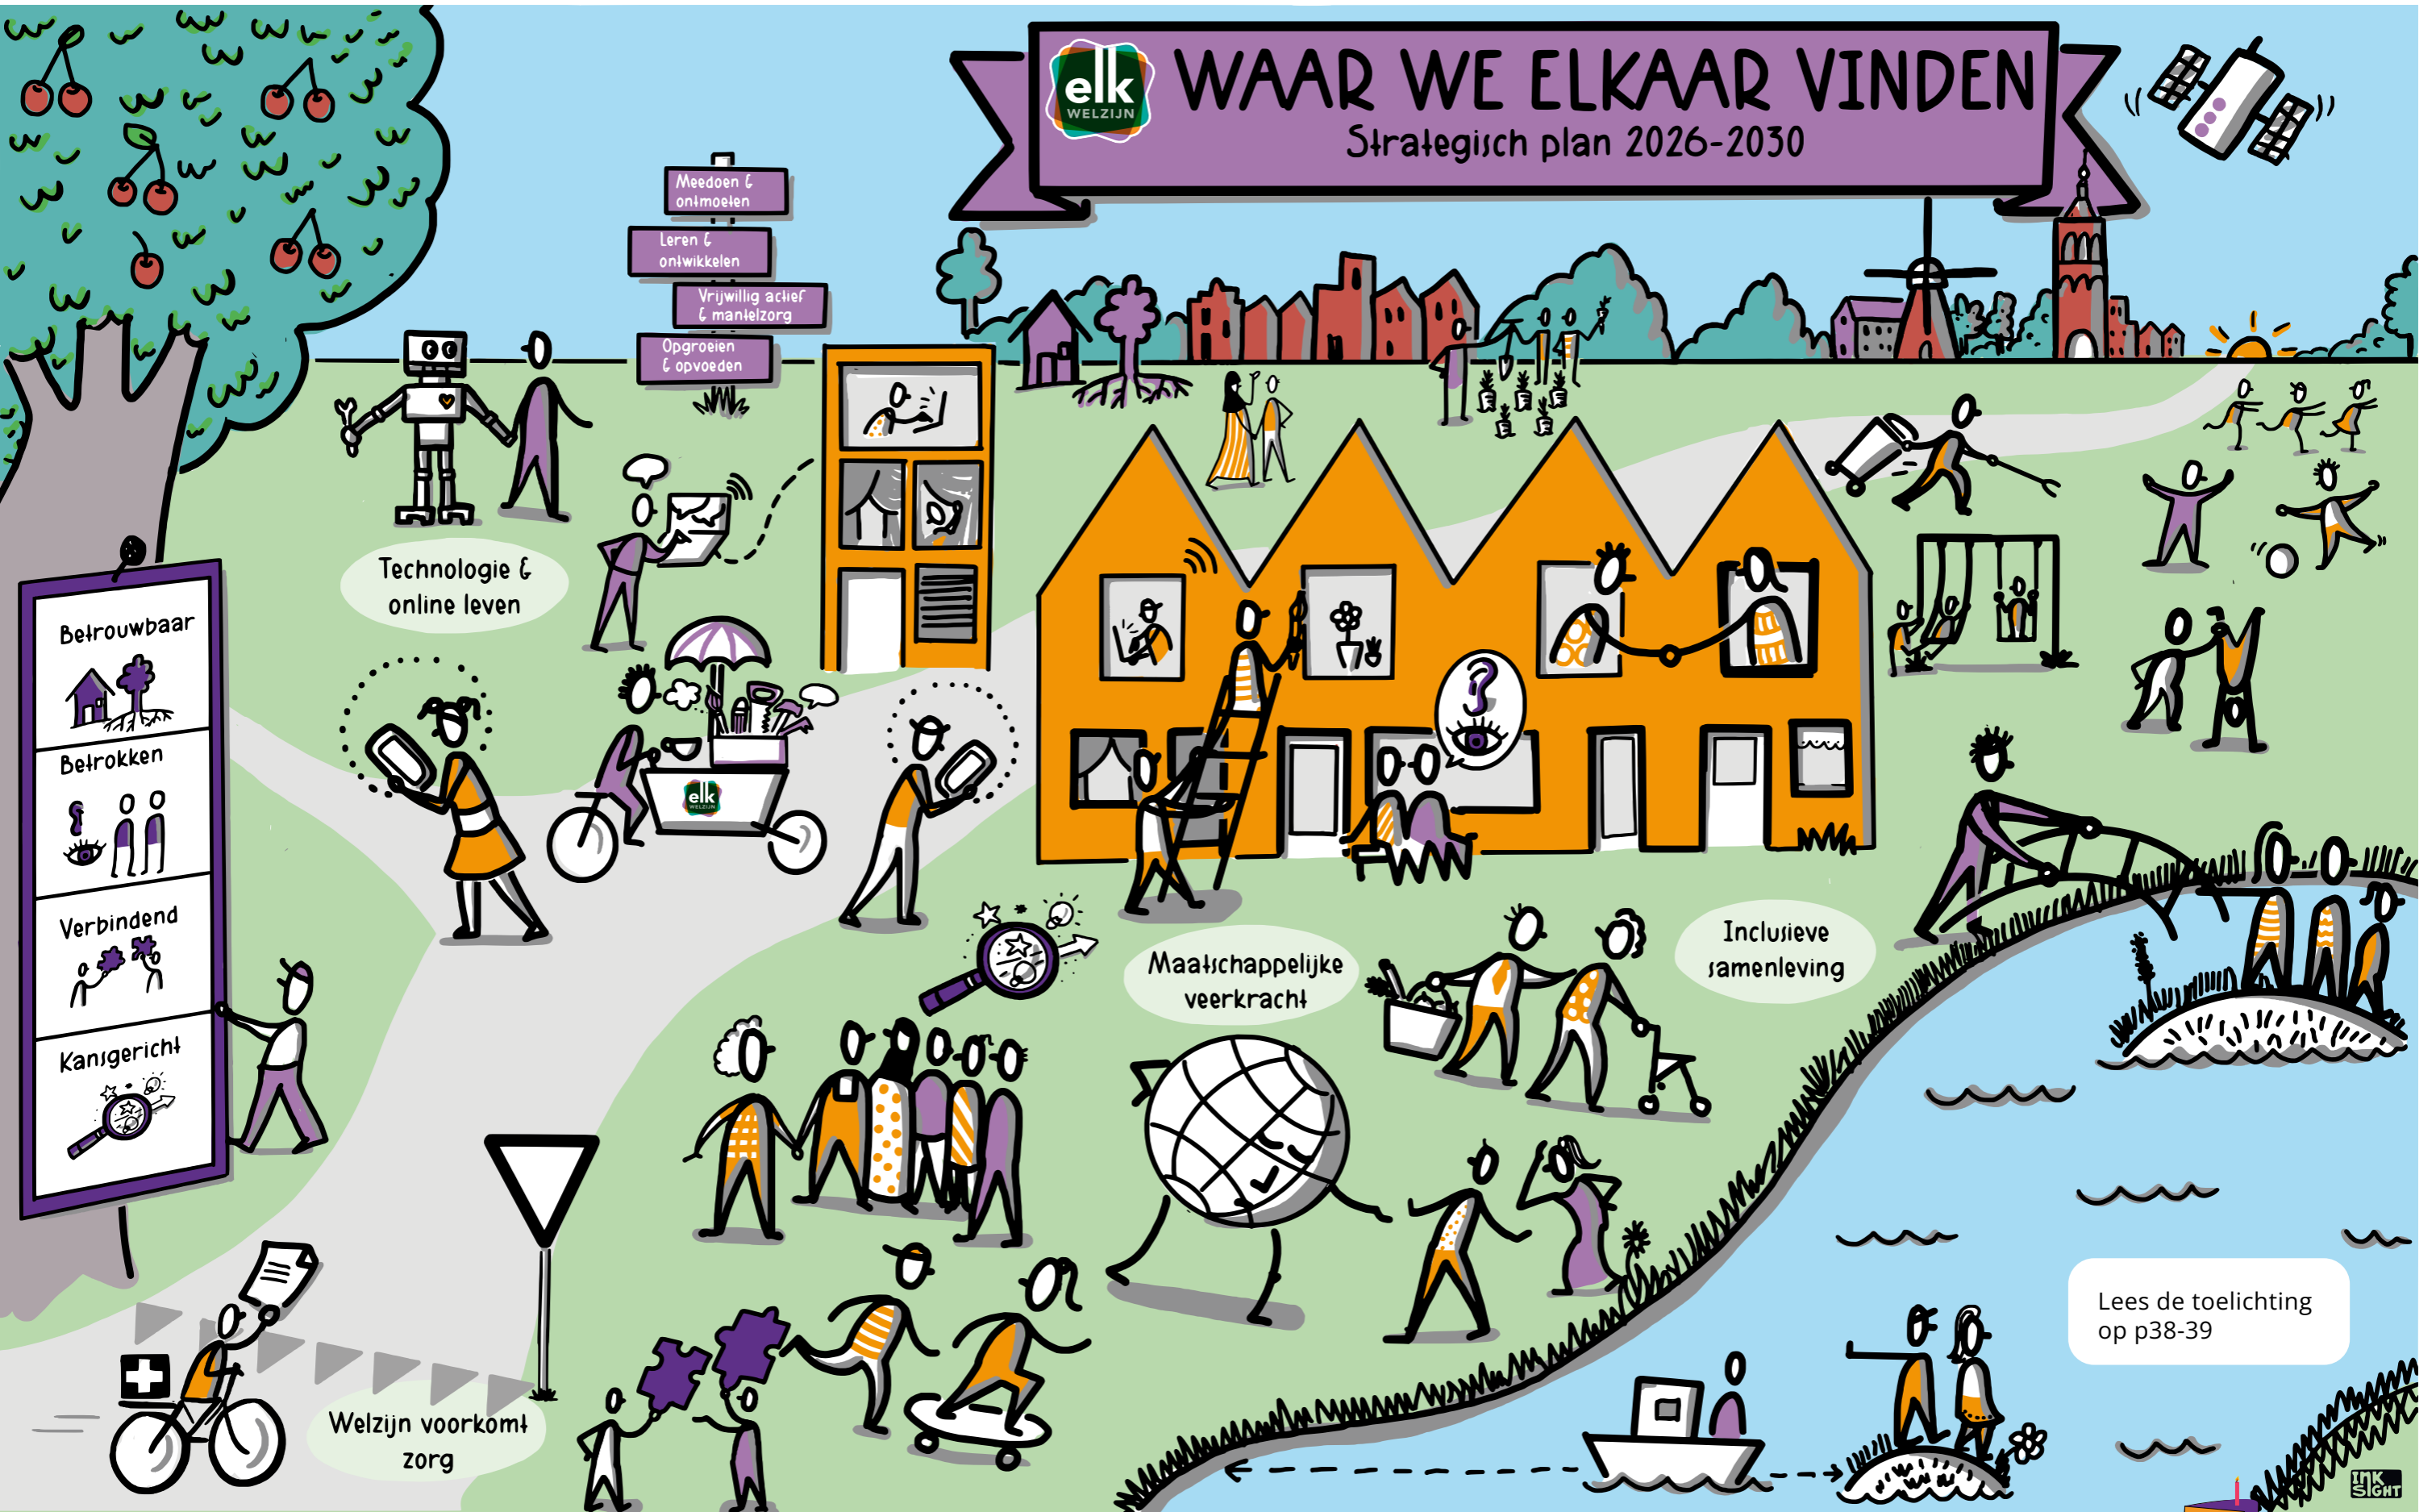 elk
WELZIJN
WAAR WE ELKAAR VINDEN
Strategisch plan 2026-2030
Meedoen &
ontmoeten
Leren &
ontwikkelen
Vrijwillig actief
& mantelzorg
Opgroeien
& opvoeden
Technologie &
online leven
Betrouwbaar
Betrokken
Verbindend
Kansgericht
elk
WELZIJN
Maatschappelijke
veerkracht
Inclusieve
samenleving
Welzijn voorkomt
zorg
Lees de toelichting
op p38-39
INK
SIGHT